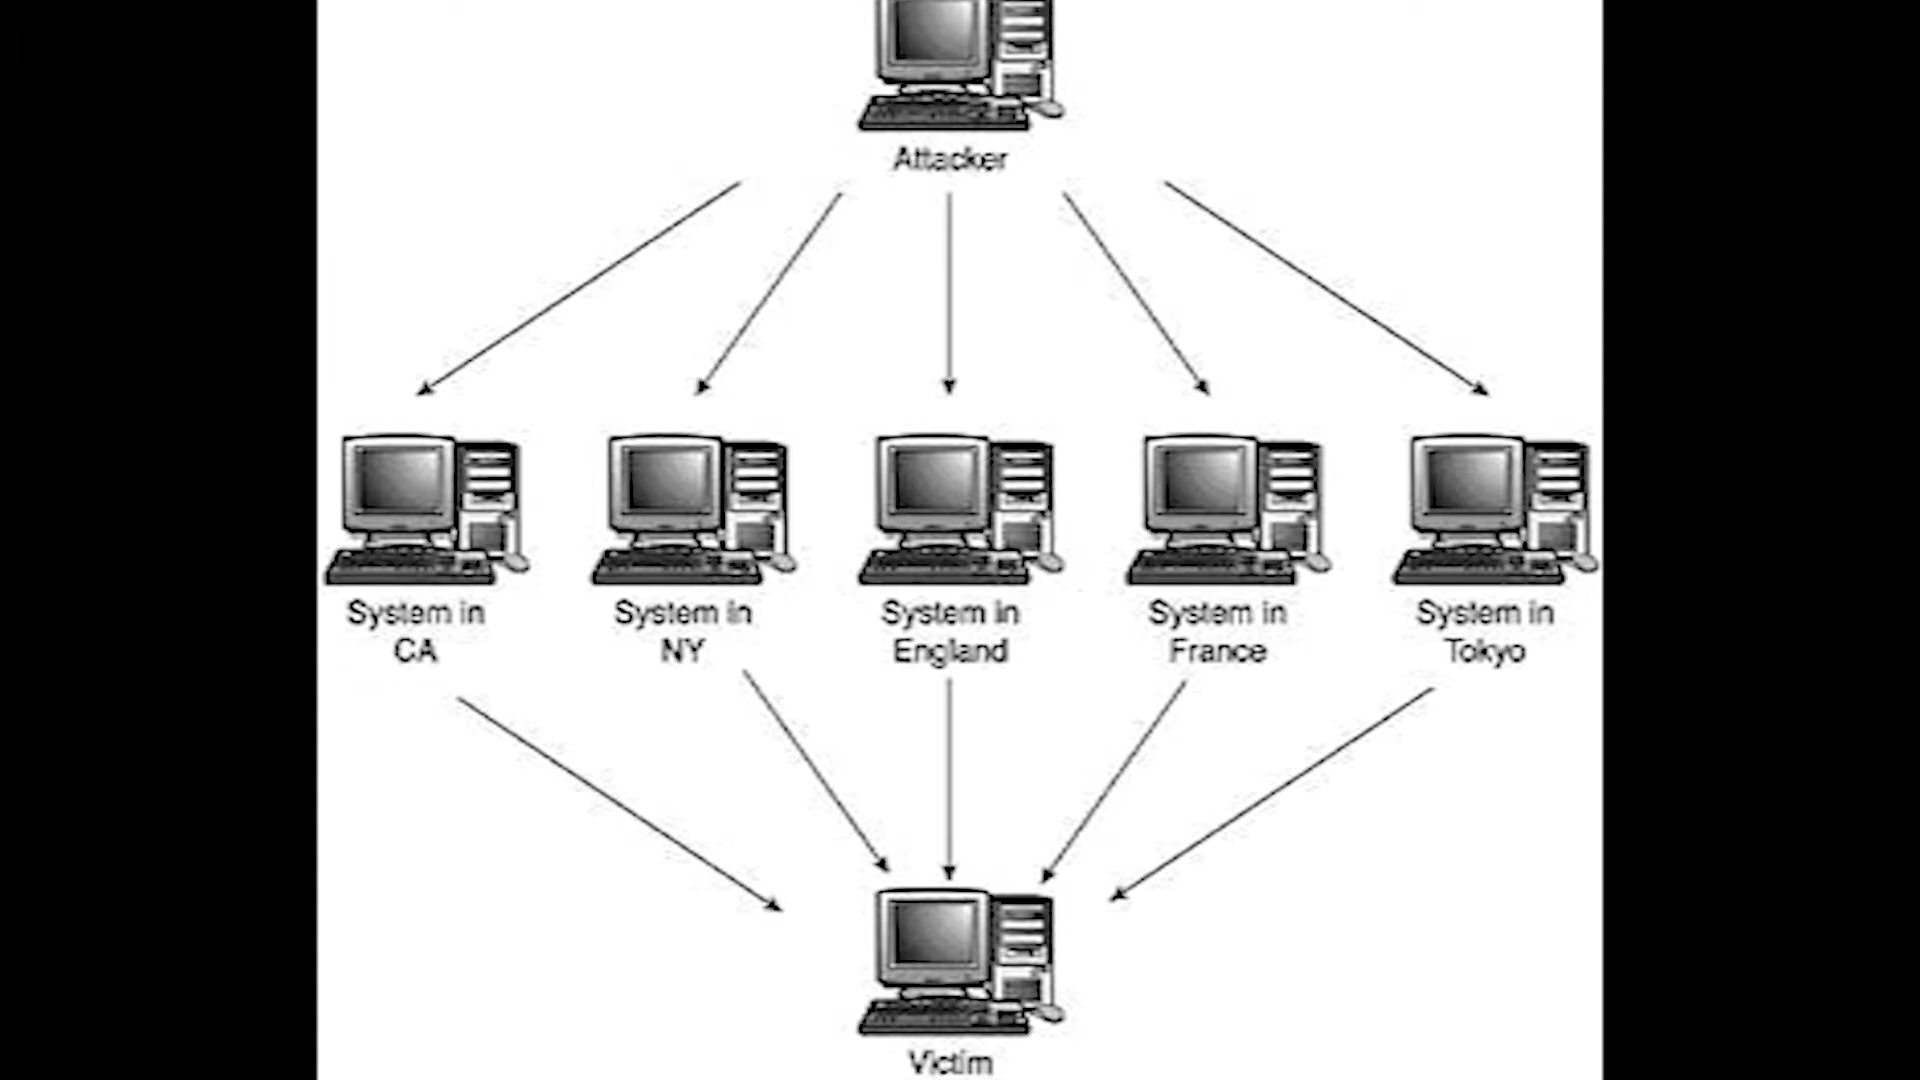 Attacker
System in
CA
System in
NY
System in
England
System in
France
System in
Tokyo
Victim